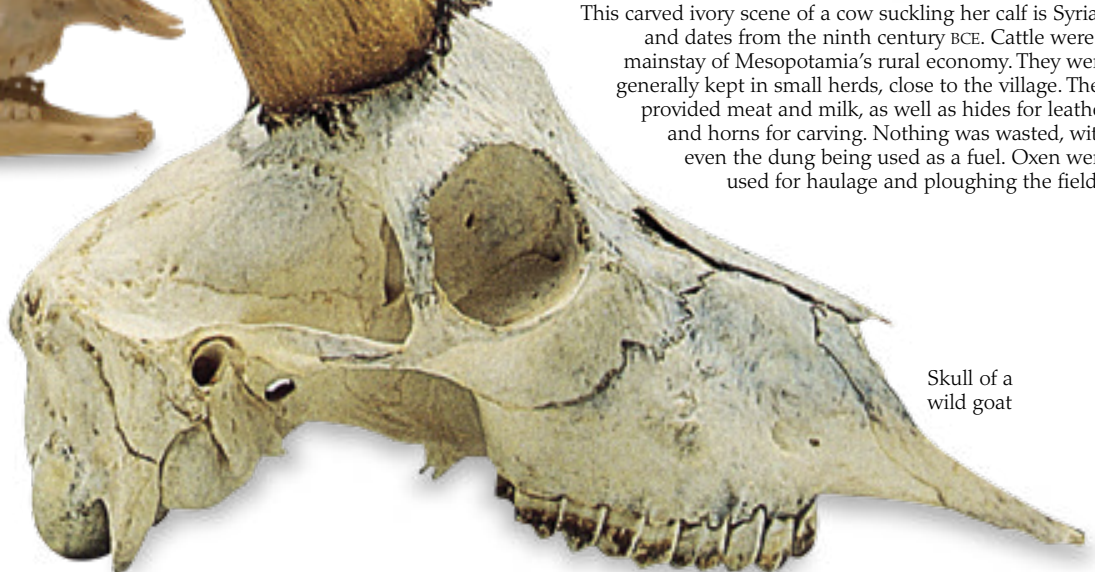 This carved ivory scene of a cow suckling her calf is Syria
and dates from the ninth century BCE. Cattle were
mainstay of Mesopotamia’s rural economy. They wer
generally kept in small herds, close to the village. The
provided meat and milk, as well as hides for leathe
and horns for carving. Nothing was wasted, wit
even the dung being used as a fuel. Oxen wer
used for haulage and ploughing the field
Skull of a
wild goat